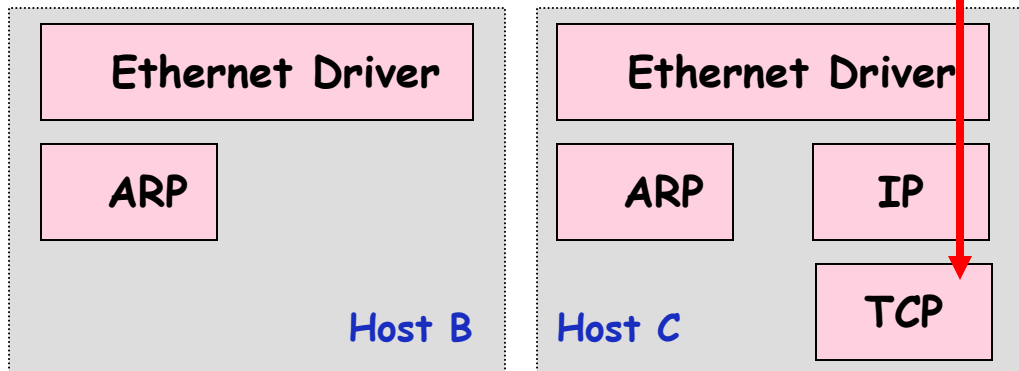 Ethernet Driver
ARP
Host B
Ethernet Driver
ARP
IP
TCP
Host C